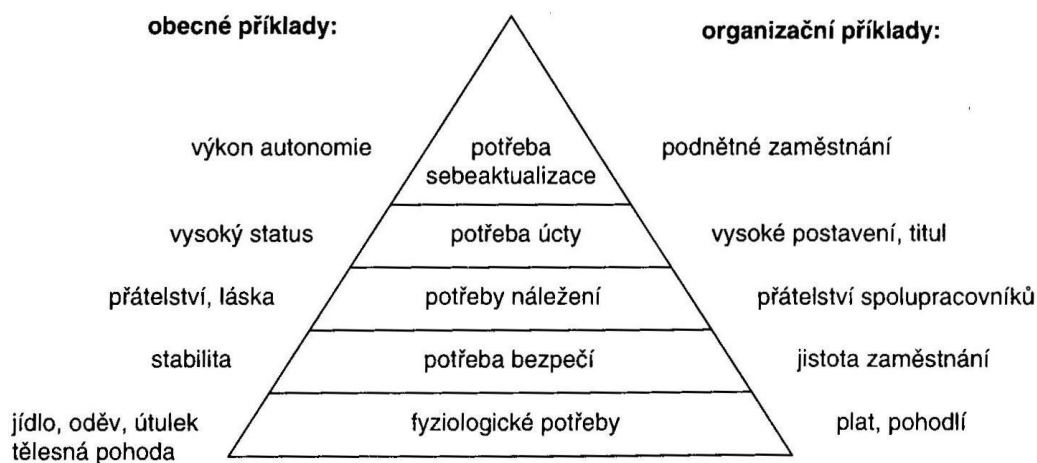 obecné příklady:
organizační příklady:
výkon autonomie
potřeba
sebeaktualizace
podnětné zaměstnání
vysoký status
potřeba úcty
vysoké postavení, titul
přátelství, láska
potřeby náležení
přátelství spolupracovníků
stabilita
potřeba bezpečí
jistota zaměstnání
jídlo, oděv, útulek
tělesná pohoda
fyziologické potřeby
plat, pohodlí